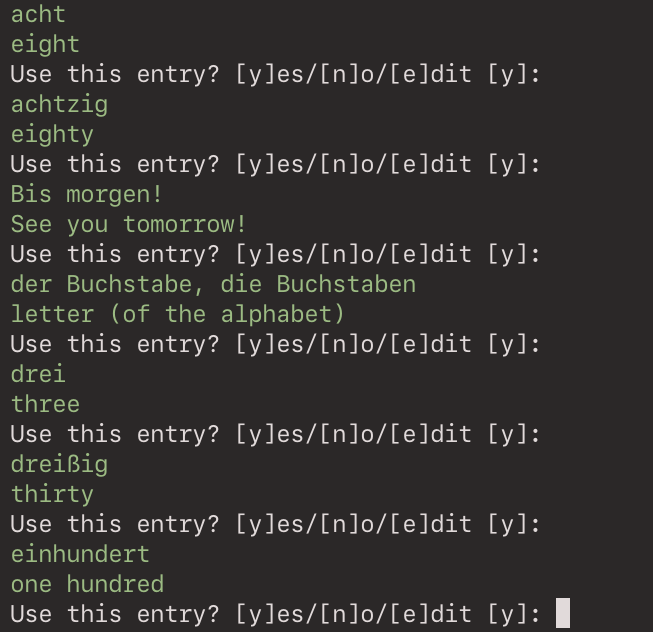 acht
eight
Use this entry? [y]es/[n]o/[e]dit [y]:
achtzig
eighty
Use this entry? [y]es/[n]o/[e]dit [y]:
Bis morgen!
See you tomorrow!
Use this entry? [y]es/[n]o/[e]dit [y]:
der Buchstabe, die Buchstaben
letter (of the alphabet)
Use this entry? [y]es/[n]o/[e]dit [y]:
drei
three
Use this entry? [y]es/[n]o/[e]dit [y]:
dreißig
thirty
Use this entry? [y]es/[n]o/[e]dit [y]:
einhundert
one hundred
Use this entry? [y]es/[n]o/[e]dit [y]: